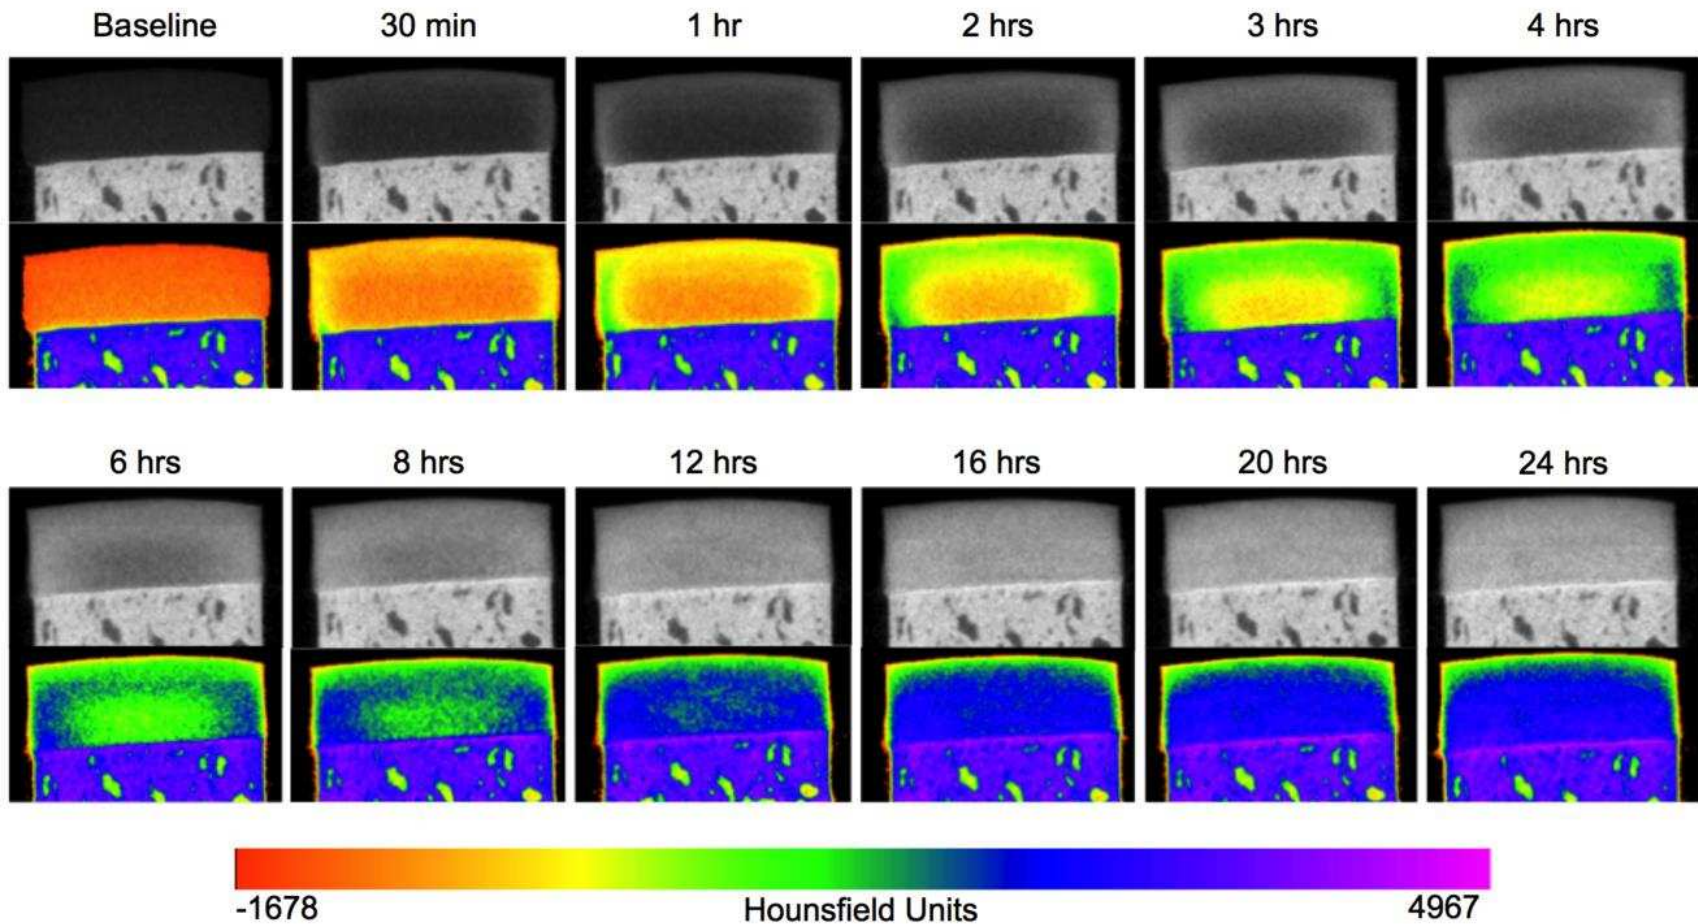 Baseline 30 min 1 hr 2 hrs 3 hrs 4 hrs
6 hrs 8 hrs 12 hrs 16 hrs 20 hrs 24 hrs
-1678 Hounsfield Units 4967